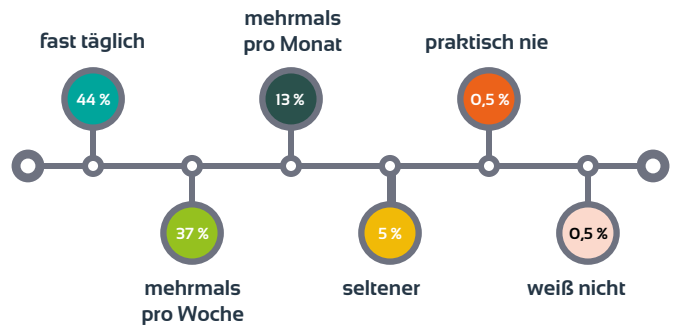 fast täglich
44 %
mehrmals
pro Woche
37 %
mehrmals
pro Monat
13 %
seltener
5 %
praktisch nie
0,5 %
weiß nicht
0,5 %